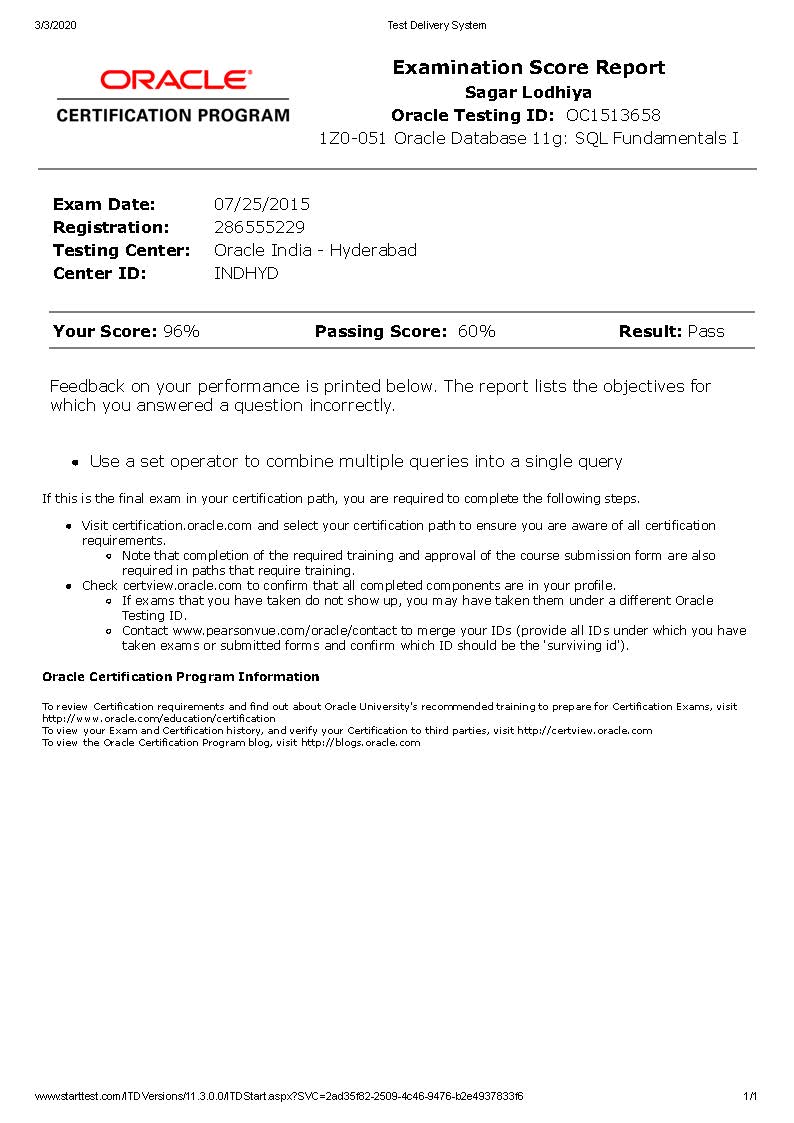 3/3/2020
Test Delivery System
ORACLE®
CERTIFICATION PROGRAM
Examination Score Report
Sagar Lodhiya
Oracle Testing ID: OC1513658
1Z0-051 Oracle Database 11g: SQL Fundamentals I
Exam Date: 07/25/2015
Registration: 286555229
Testing Center: Oracle India - Hyderabad
Center ID: INDHYD
Your Score: 96% Passing Score: 60% Result: Pass
Feedback on your performance is printed below. The report lists the objectives for
which you answered a question incorrectly.
• Use a set operator to combine multiple queries into a single query
If this is the final exam in your certification path, you are required to complete the following steps.
• Visit certification.oracle.com and select your certification path to ensure you are aware of all certification
requirements.
◦ Note that completion of the required training and approval of the course submission form are also
required in paths that require training.
• Check certview.oracle.com to confirm that all completed components are in your profile.
◦ If exams that you have taken do not show up, you may have taken them under a different Oracle
Testing ID.
◦ Contact www.pearsonvue.com/oracle/contact to merge your IDs (provide all IDs under which you have
taken exams or submitted forms and confirm which ID should be the 'surviving id').
Oracle Certification Program Information
To review Certification requirements and find out about Oracle University's recommended training to prepare for Certification Exams, visit
http://www.oracle.com/education/certification
To view your Exam and Certification history, and verify your Certification to third parties, visit http://certview.oracle.com
To view the Oracle Certification Program blog, visit http://blogs.oracle.com
www.starttest.com/ITDVersions/11.3.0.0/ITDStart.aspx?SVC=2ad35f82-2509-4c46-9476-b2e4937833f6
1/1